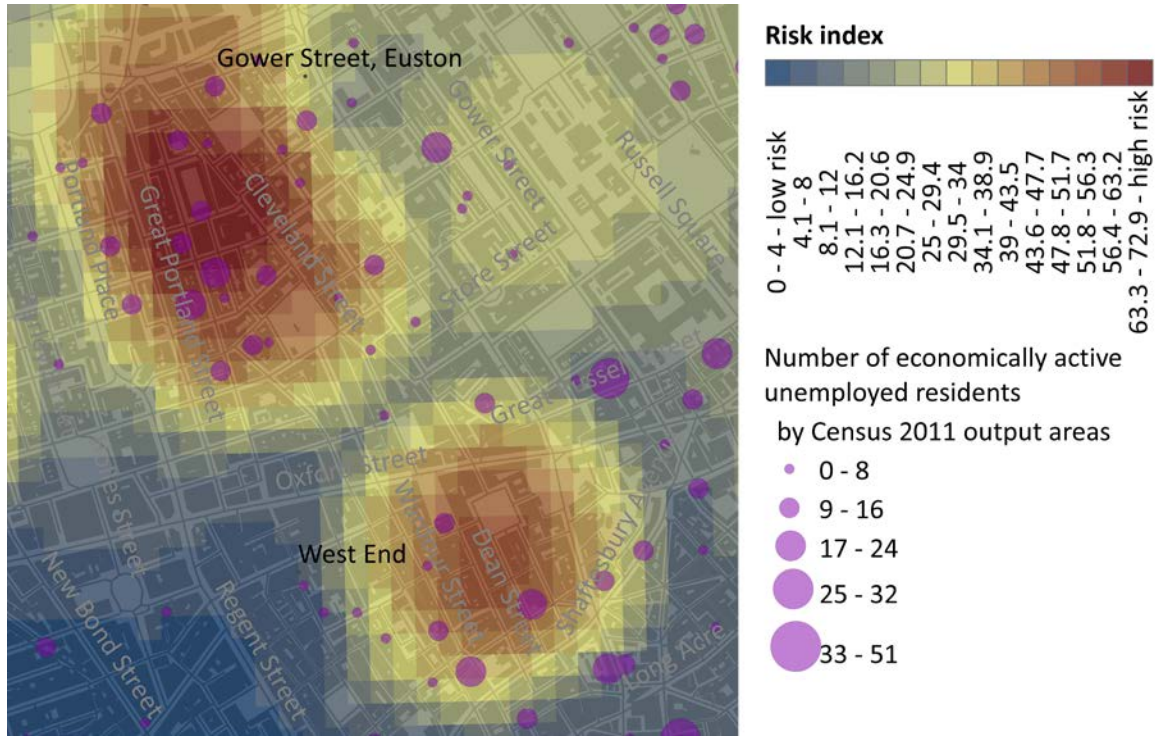 Gower Street, Euston
Gower Street
Russell Square
Portland Place
Great Portland Street
Cleveland Street
Store Street
Great
Oxford Street
Wardour Street
Dean Street
Shaftesbury Ave
West End
New Bond Street
Regent Street
Long Acre
Risk index
0 - 4 - low risk
4.1 - 8
8.1 - 12
12.1 - 16.2
16.3 - 20.6
20.7 - 24.9
25 - 29.4
29.5 - 34
34.1 - 38.9
39 - 43.5
43.6 - 47.7
47.8 - 51.7
51.8 - 56.3
56.4 - 63.2
63.3 - 72.9 - high risk
Number of economically active
unemployed residents
by Census 2011 output areas
0 - 8
9 - 16
17 - 24
25 - 32
33 - 51